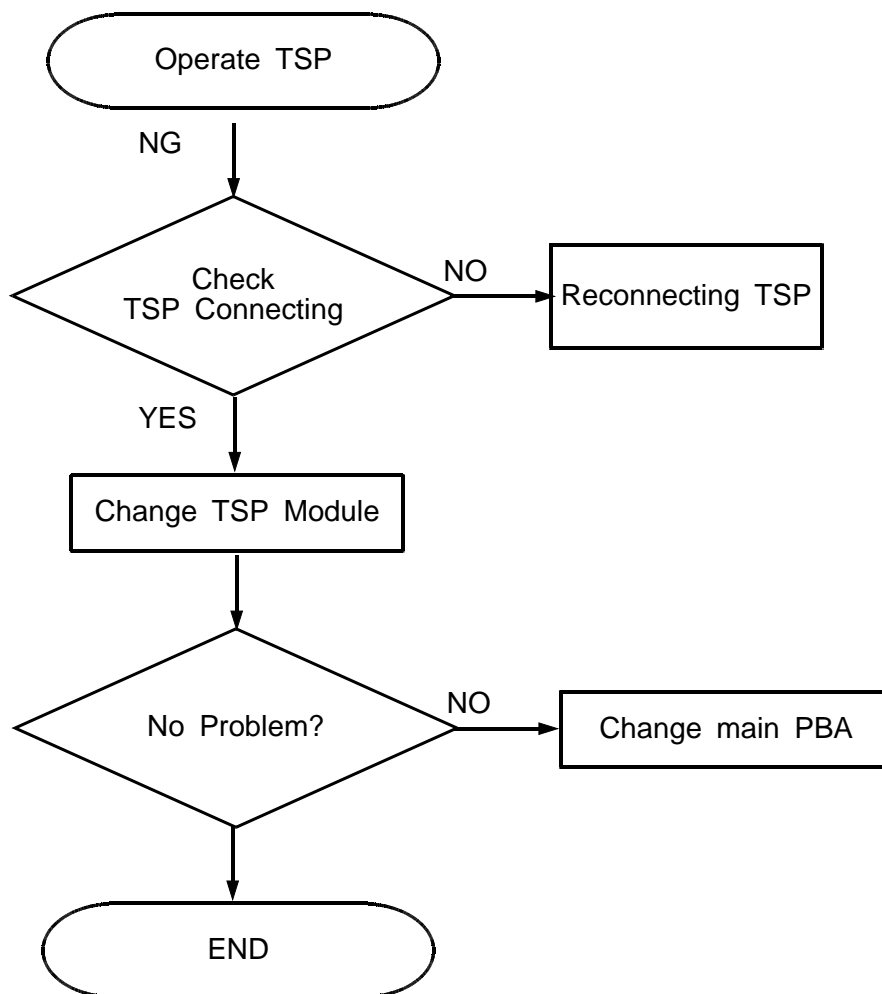 Operate TSP
NG
Check
TSP Connecting
NO
Reconnecting TSP
YES
Change TSP Module
No Problem?
NO
Change main PBA
END